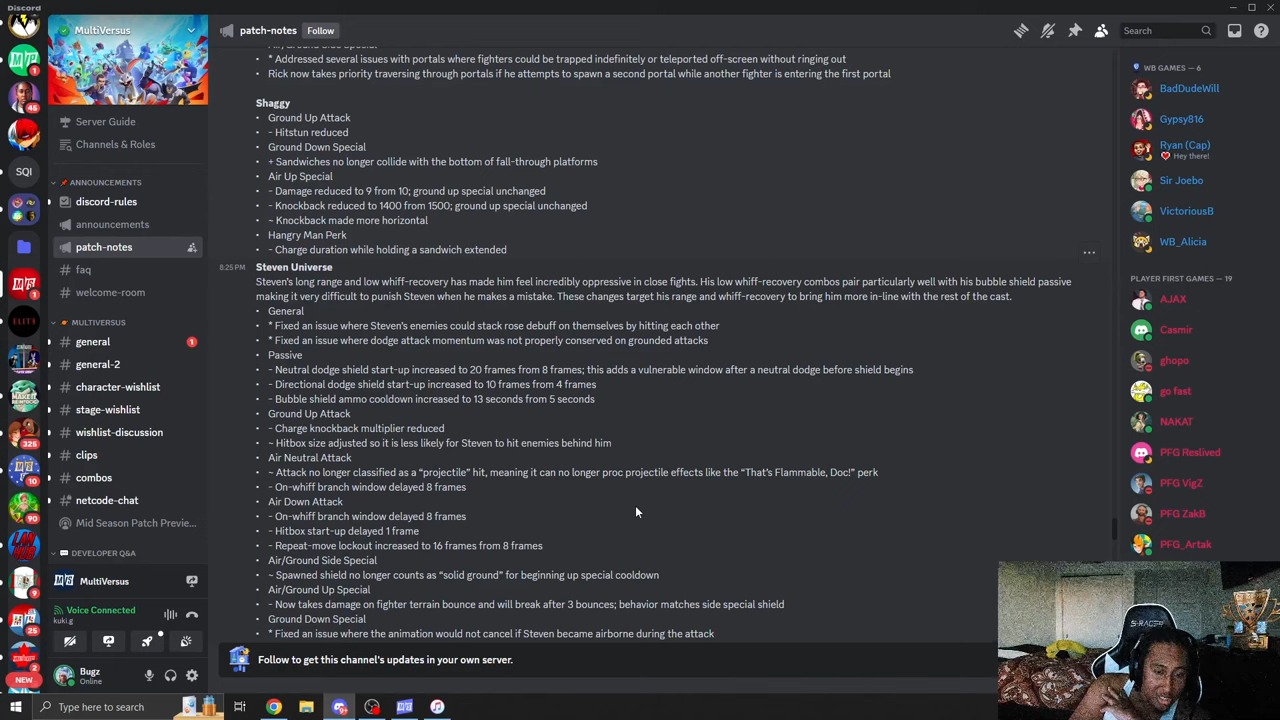 Discord
MultiVersus
Server Guide
Channels & Roles
ANNOUNCEMENTS
discord-rules
announcements
patch-notes
faq
welcome-room
MULTIVERSUS
general
1
general-2
character-wishlist
stage-wishlist
wishlist-discussion
clips
combos
netcode-chat
Mid Season Patch Preview...
DEVELOPER Q&A
MultiVersus
Voice Connected
kuki.g
Bugz
Online
1
45
SQI
1
ELITE
325
10
90
9
25
2
NEW
patch-notes
Follow
Search
* Addressed several issues with portals where fighters could be trapped indefinitely or teleported off-screen without ringing out
Rick now takes priority traversing through portals if he attempts to spawn a second portal while another fighter is entering the first portal
Shaggy
Ground Up Attack
- Hitstun reduced
Ground Down Special
+ Sandwiches no longer collide with the bottom of fall-through platforms
Air Up Special
- Damage reduced to 9 from 10; ground up special unchanged
- Knockback reduced to 1400 from 1500; ground up special unchanged
~ Knockback made more horizontal
Hangry Man Perk
- Charge duration while holding a sandwich extended
8:25 PM
Steven Universe
Steven's long range and low whiff-recovery has made him feel incredibly oppressive in close fights. His low whiff-recovery combos pair particularly well with his bubble shield passive
making it very difficult to punish Steven when he makes a mistake. These changes target his range and whiff-recovery to bring him more in-line with the rest of the cast.
General
* Fixed an issue where Steven's enemies could stack rose debuff on themselves by hitting each other
* Fixed an issue where dodge attack momentum was not properly conserved on grounded attacks
Passive
- Neutral dodge shield start-up increased to 20 frames from 8 frames; this adds a vulnerable window after a neutral dodge before shield begins
- Directional dodge shield start-up increased to 10 frames from 4 frames
- Bubble shield ammo cooldown increased to 13 seconds from 5 seconds
Ground Up Attack
- Charge knockback multiplier reduced
~ Hitbox size adjusted so it is less likely for Steven to hit enemies behind him
Air Neutral Attack
~ Attack no longer classified as a "projectile" hit, meaning it can no longer proc projectile effects like the "That's Flammable, Doc!" perk
- On-whiff branch window delayed 8 frames
Air Down Attack
- On-whiff branch window delayed 8 frames
- Hitbox start-up delayed 1 frame
- Repeat-move lockout increased to 16 frames from 8 frames
Air/Ground Side Special
~ Spawned shield no longer counts as "solid ground" for beginning up special cooldown
Air/Ground Up Special
- Now takes damage on fighter terrain bounce and will break after 3 bounces; behavior matches side special shield
Ground Down Special
* Fixed an issue where the animation would not cancel if Steven became airborne during the attack
Follow to get this channel's updates in your own server.
WB GAMES — 6
BadDudeWill
Gypsy816
Ryan (Cap)
Hey there!
Sir Joebo
VictoriousB
WB_Alicia
PLAYER FIRST GAMES - 19
AJAX
Casmir
ghopo
go fast
NAKAT
PFG Reslived
PFG VigZ
PFG ZakB
PFG_Artak
S-RACER
Type here to search